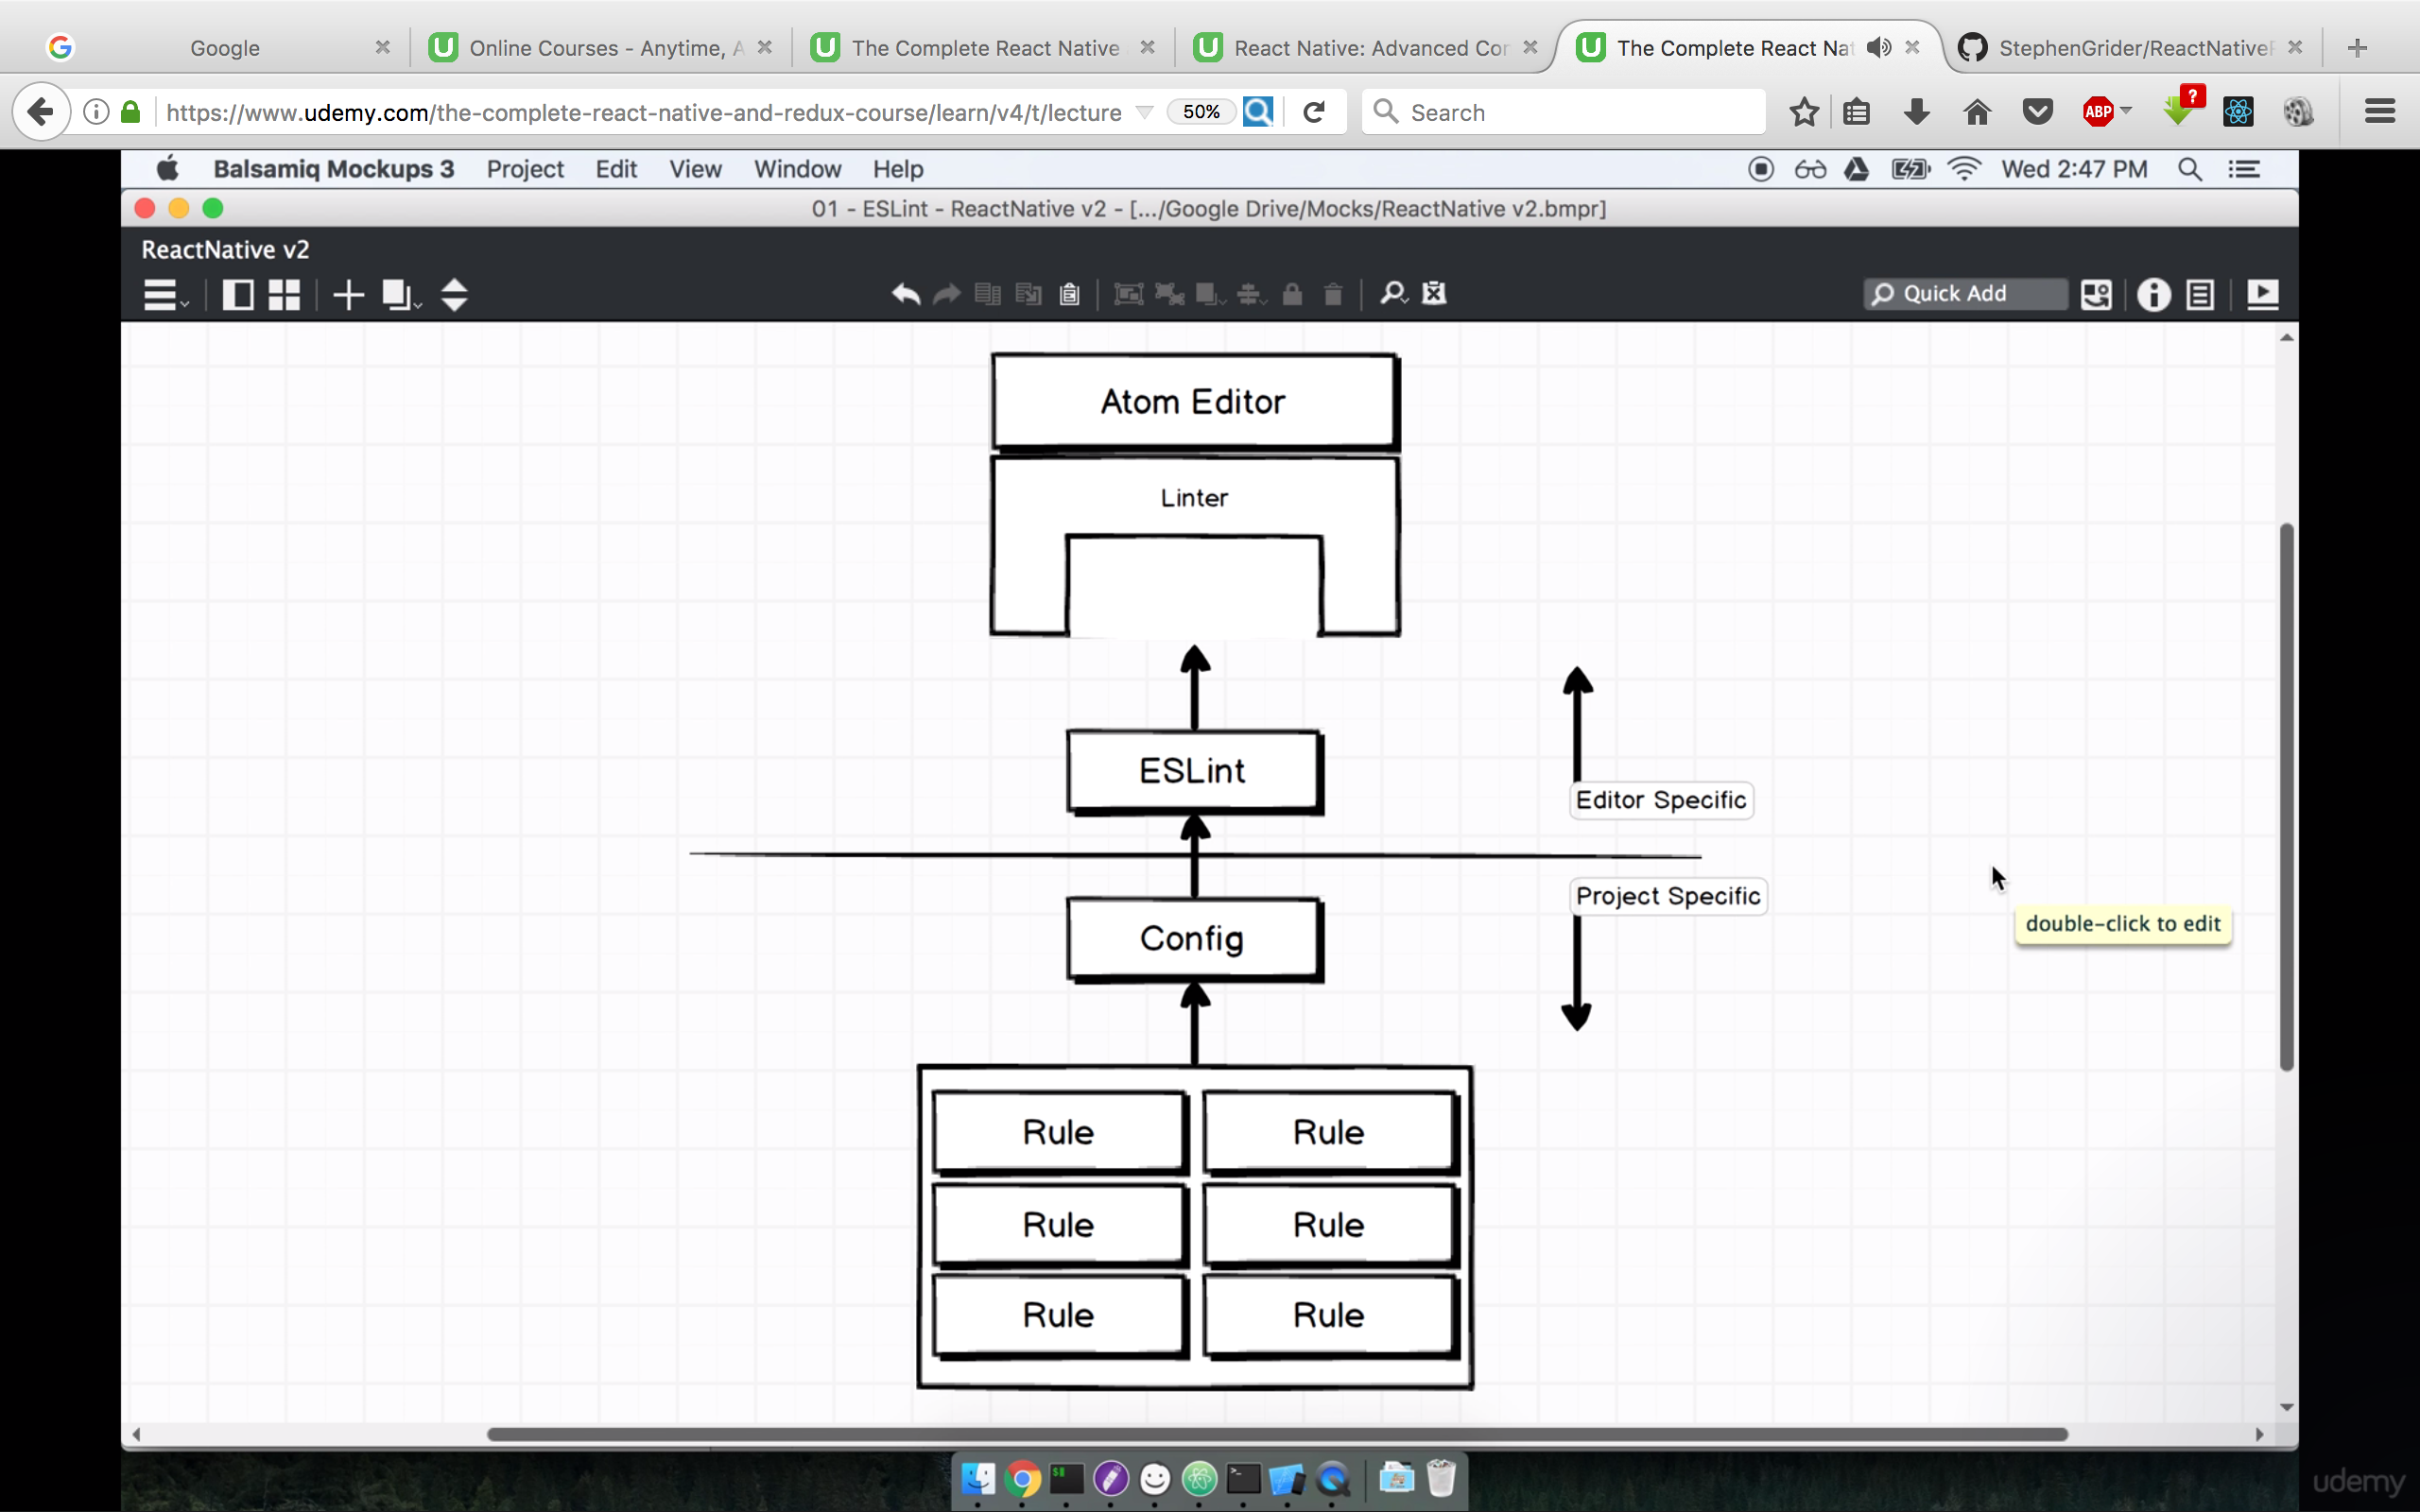 Google
Online Courses - Anytime, A
The Complete React Native
React Native: Advanced Cor
The Complete React Nat
StephenGrider/ReactNativeR
https://www.udemy.com/the-complete-react-native-and-redux-course/learn/v4/t/lecture
50%
Search
ABP
?
Balsamiq Mockups 3
Project
Edit
View
Window
Help
Wed 2:47 PM
01 - ESLint - ReactNative v2 - [.../Google Drive/Mocks/ReactNative v2.bmpr]
ReactNative v2
Quick Add
Atom Editor
Linter
ESLint
Editor Specific
Project Specific
Config
double-click to edit
Rule
Rule
Rule
Rule
Rule
Rule
udemy